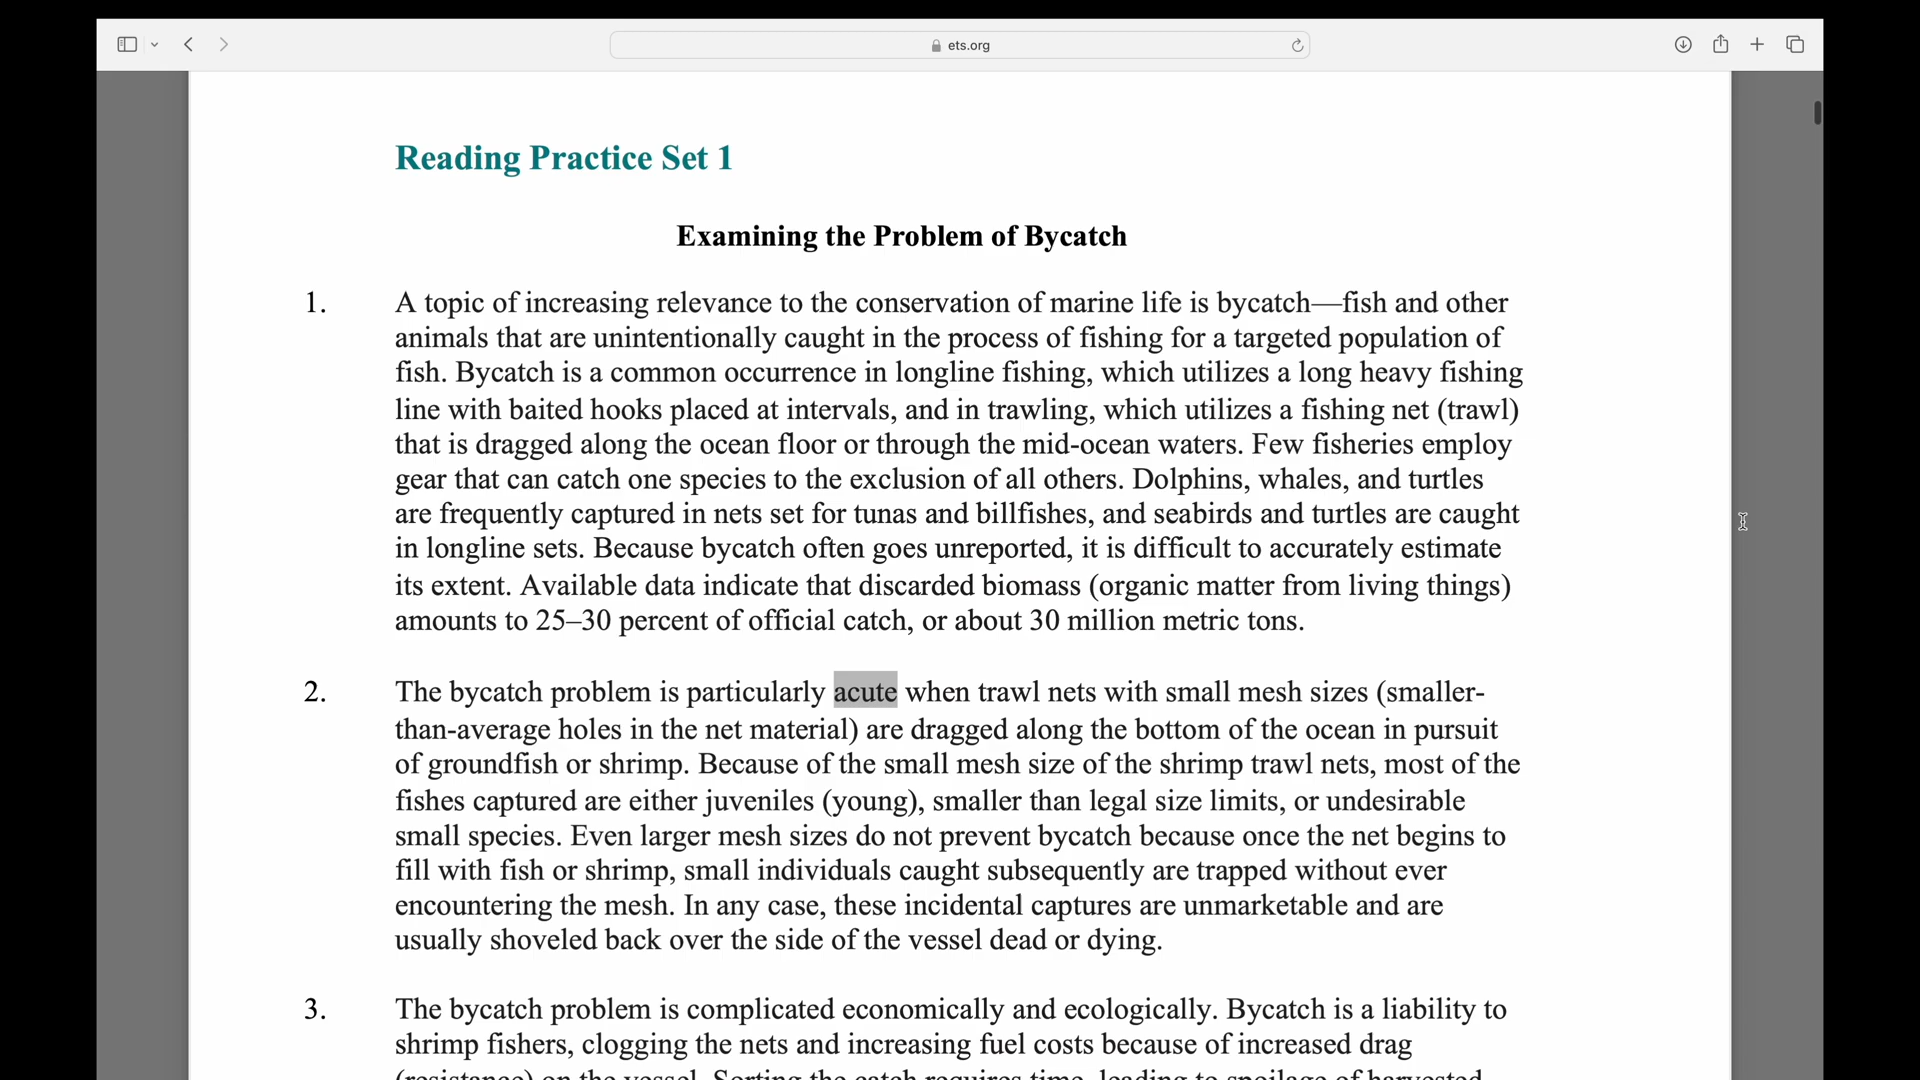 ets.org
Reading Practice Set 1
Examining the Problem of Bycatch
1. A topic of increasing relevance to the conservation of marine life is bycatch—fish and other
animals that are unintentionally caught in the process of fishing for a targeted population of
fish. Bycatch is a common occurrence in longline fishing, which utilizes a long heavy fishing
line with baited hooks placed at intervals, and in trawling, which utilizes a fishing net (trawl)
that is dragged along the ocean floor or through the mid-ocean waters. Few fisheries employ
gear that can catch one species to the exclusion of all others. Dolphins, whales, and turtles
are frequently captured in nets set for tunas and billfishes, and seabirds and turtles are caught
in longline sets. Because bycatch often goes unreported, it is difficult to accurately estimate
its extent. Available data indicate that discarded biomass (organic matter from living things)
amounts to 25–30 percent of official catch, or about 30 million metric tons.
2. The bycatch problem is particularly acute when trawl nets with small mesh sizes (smaller-
than-average holes in the net material) are dragged along the bottom of the ocean in pursuit
of groundfish or shrimp. Because of the small mesh size of the shrimp trawl nets, most of the
fishes captured are either juveniles (young), smaller than legal size limits, or undesirable
small species. Even larger mesh sizes do not prevent bycatch because once the net begins to
fill with fish or shrimp, small individuals caught subsequently are trapped without ever
encountering the mesh. In any case, these incidental captures are unmarketable and are
usually shoveled back over the side of the vessel dead or dying.
3. The bycatch problem is complicated economically and ecologically. Bycatch is a liability to
shrimp fishers, clogging the nets and increasing fuel costs because of increased drag
(resistance) on the vessel. Sorting the catch requires time, leading to spoilage of harvested